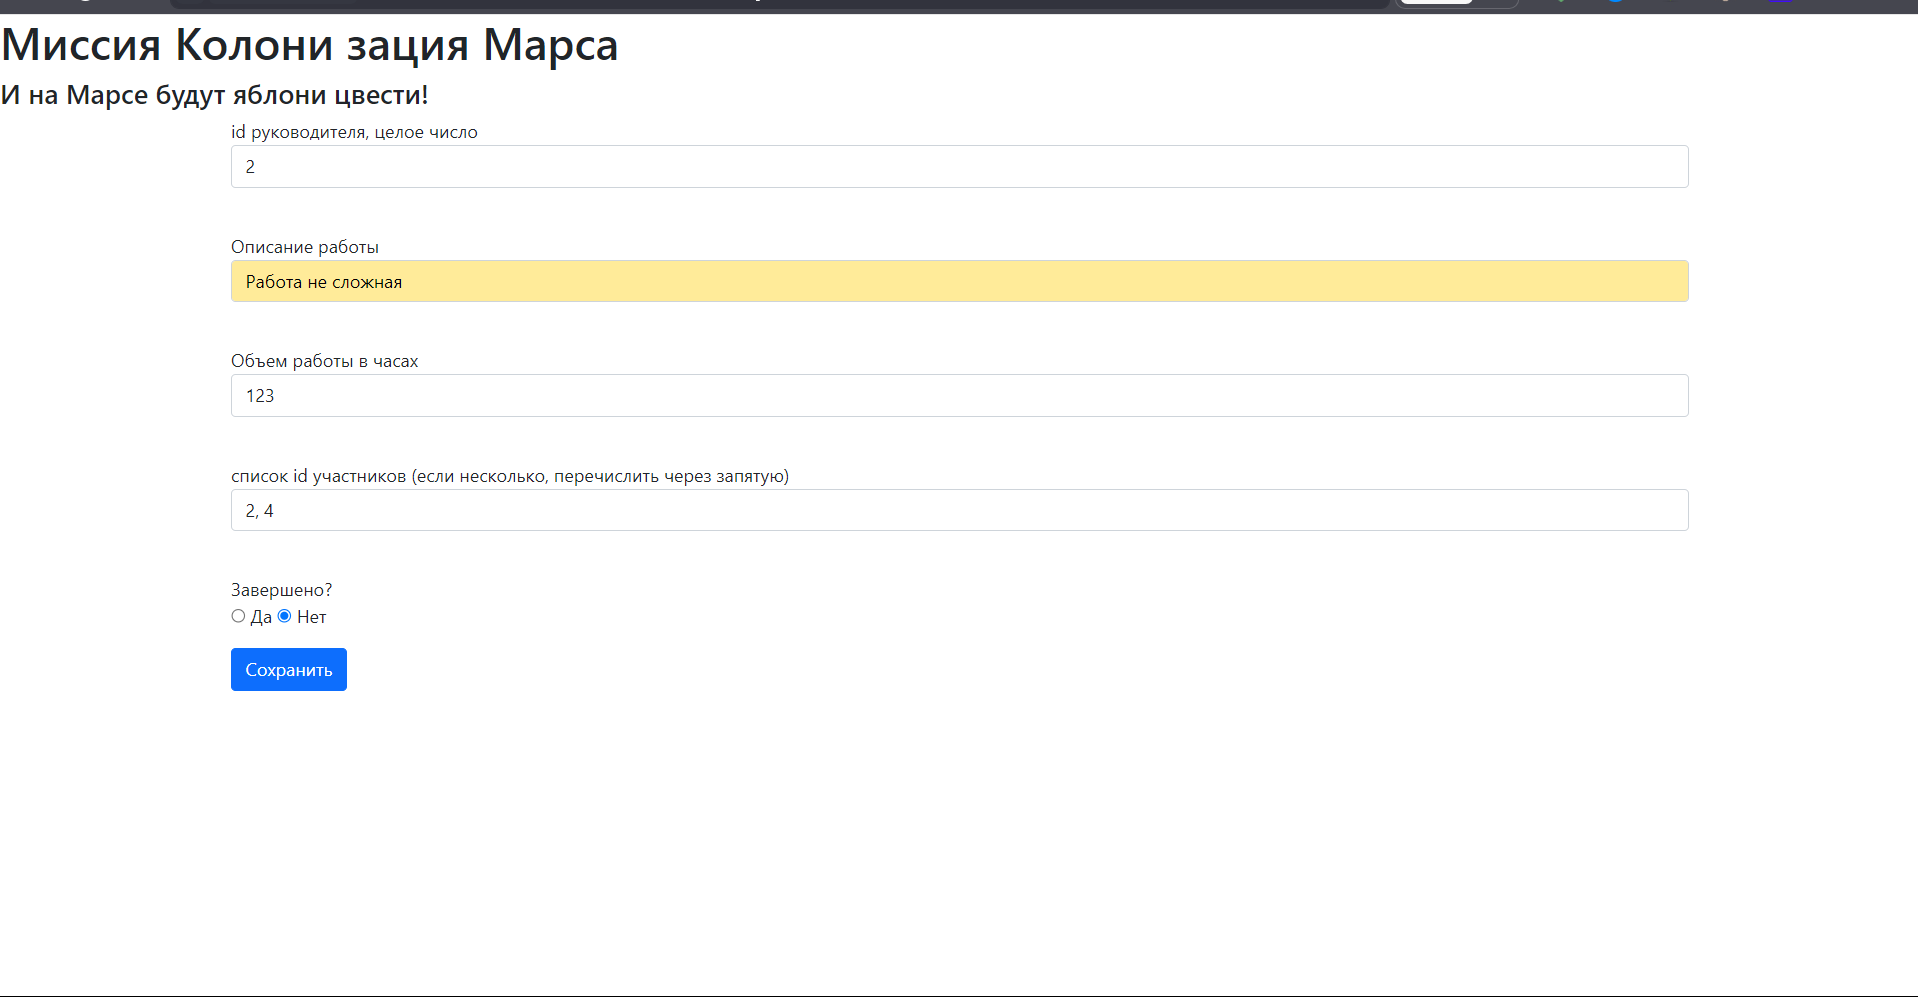 Миссия Колони зация Марса
И на Марсе будут яблони цвести!
id руководителя, целое число
2
Описание работы
Работа не сложная
Объем работы в часах
123
список id участников (если несколько, перечислить через запятую)
2, 4
Завершено?
Да Нет
Сохранить